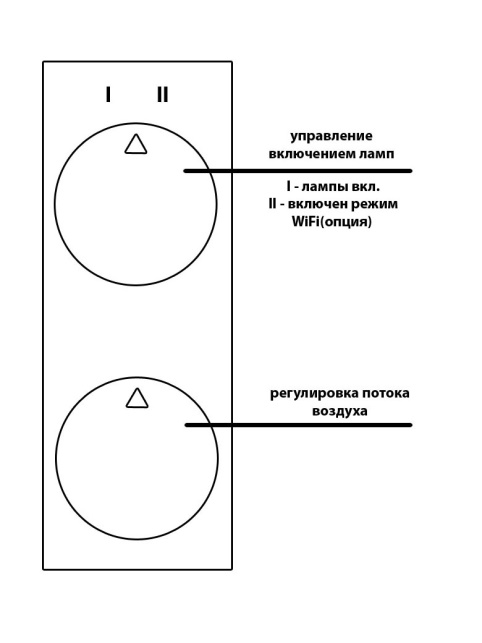 I II
управление
включением ламп
I - лампы вкл.
II - включен режим
WiFi(опция)
регулировка потока
воздуха